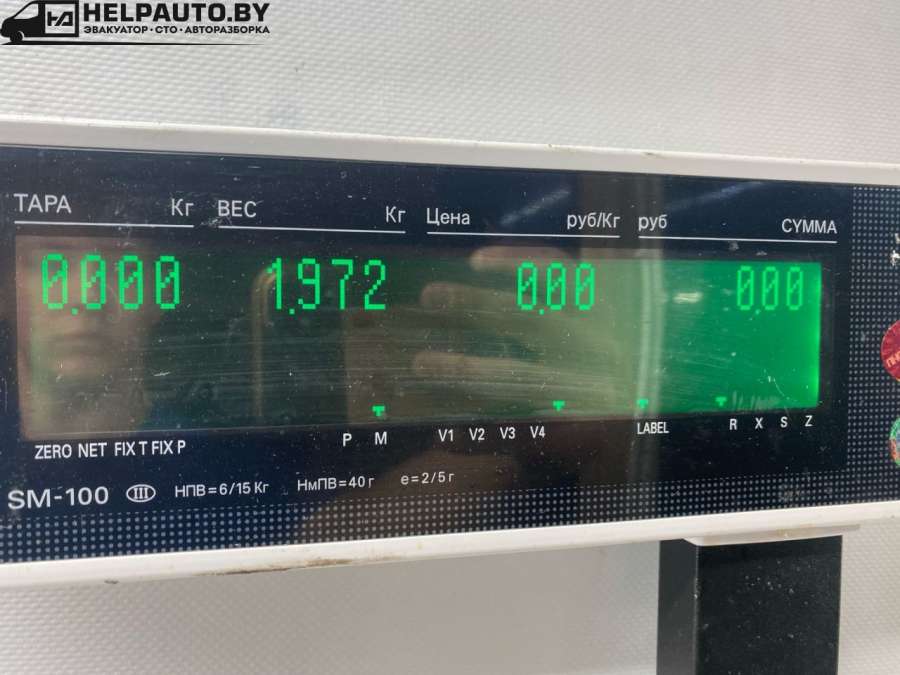 HELPAUTO.BY
ЭВАКУАТОР · СТО · АВТОРАЗБОРКА
ТАРА Кг ВЕС Кг Цена руб/Кг руб СУММА
0.000 1.972 0.00 0.00
ZERO NET FIX T FIX P P M V1 V2 V3 V4 LABEL R X S Z
SM-100 III НПВ=6/15 Кг НмПВ=40 г e=2/5 г